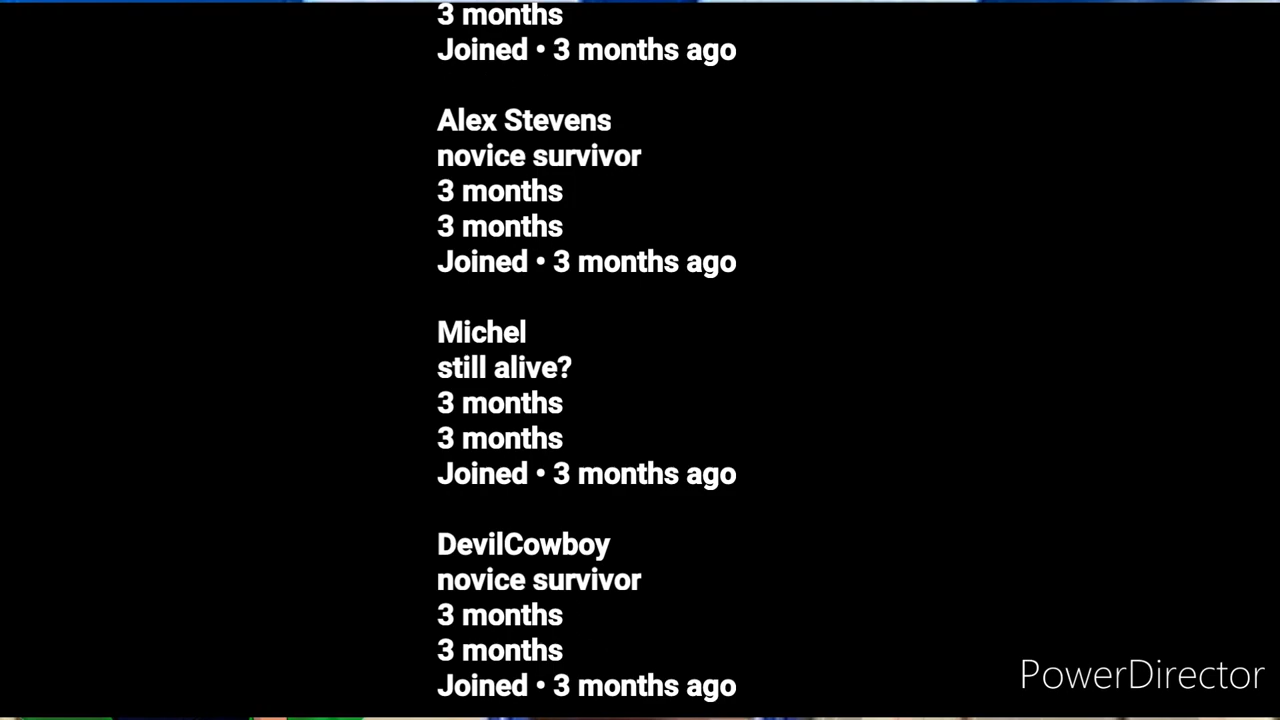 3 months
Joined • 3 months ago
Alex Stevens
novice survivor
3 months
3 months
Joined • 3 months ago
Michel
still alive?
3 months
3 months
Joined • 3 months ago
DevilCowboy
novice survivor
3 months
3 months
Joined • 3 months ago
PowerDirector